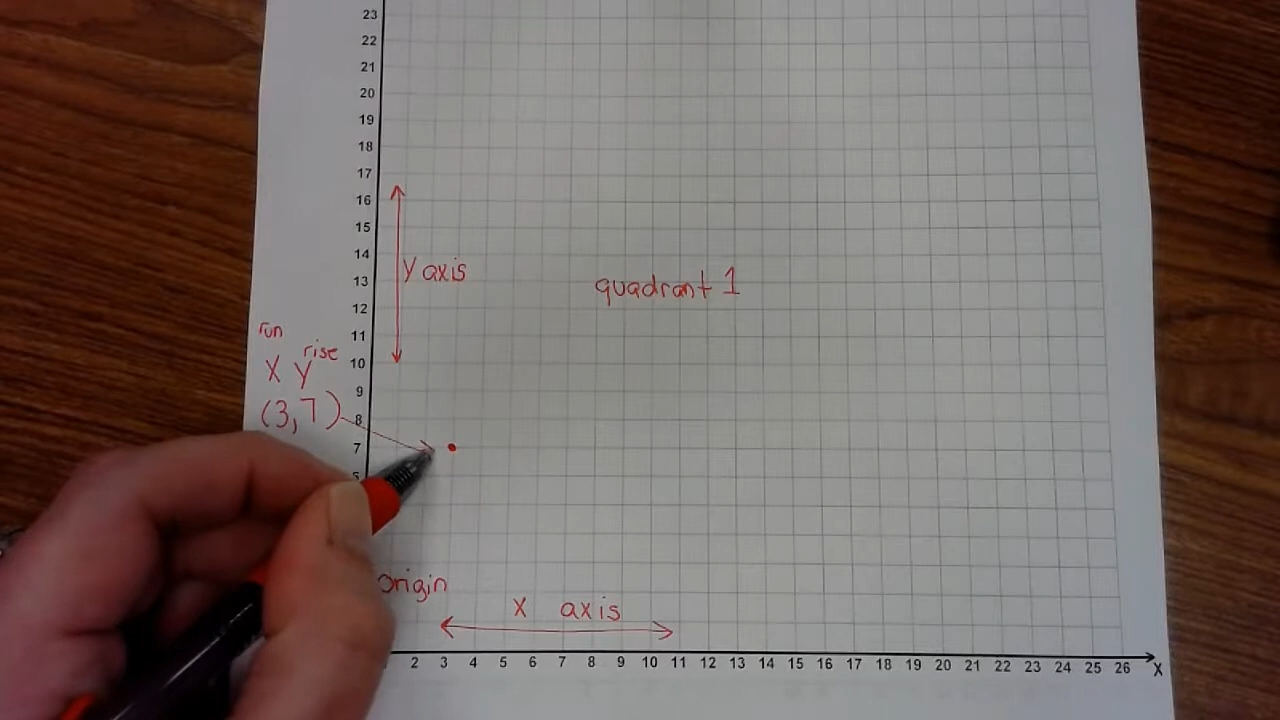 23
22
21
20
19
18
17
16
15
14
y axis
13
quadrant 1
12
run
11
rise
X Y
10
9
(3,7)
8
7
origin
x axis
2 3 4 5 6 7 8 9 10 11 12 13 14 15 16 17 18 19 20 21 22 23 24 25 26 X